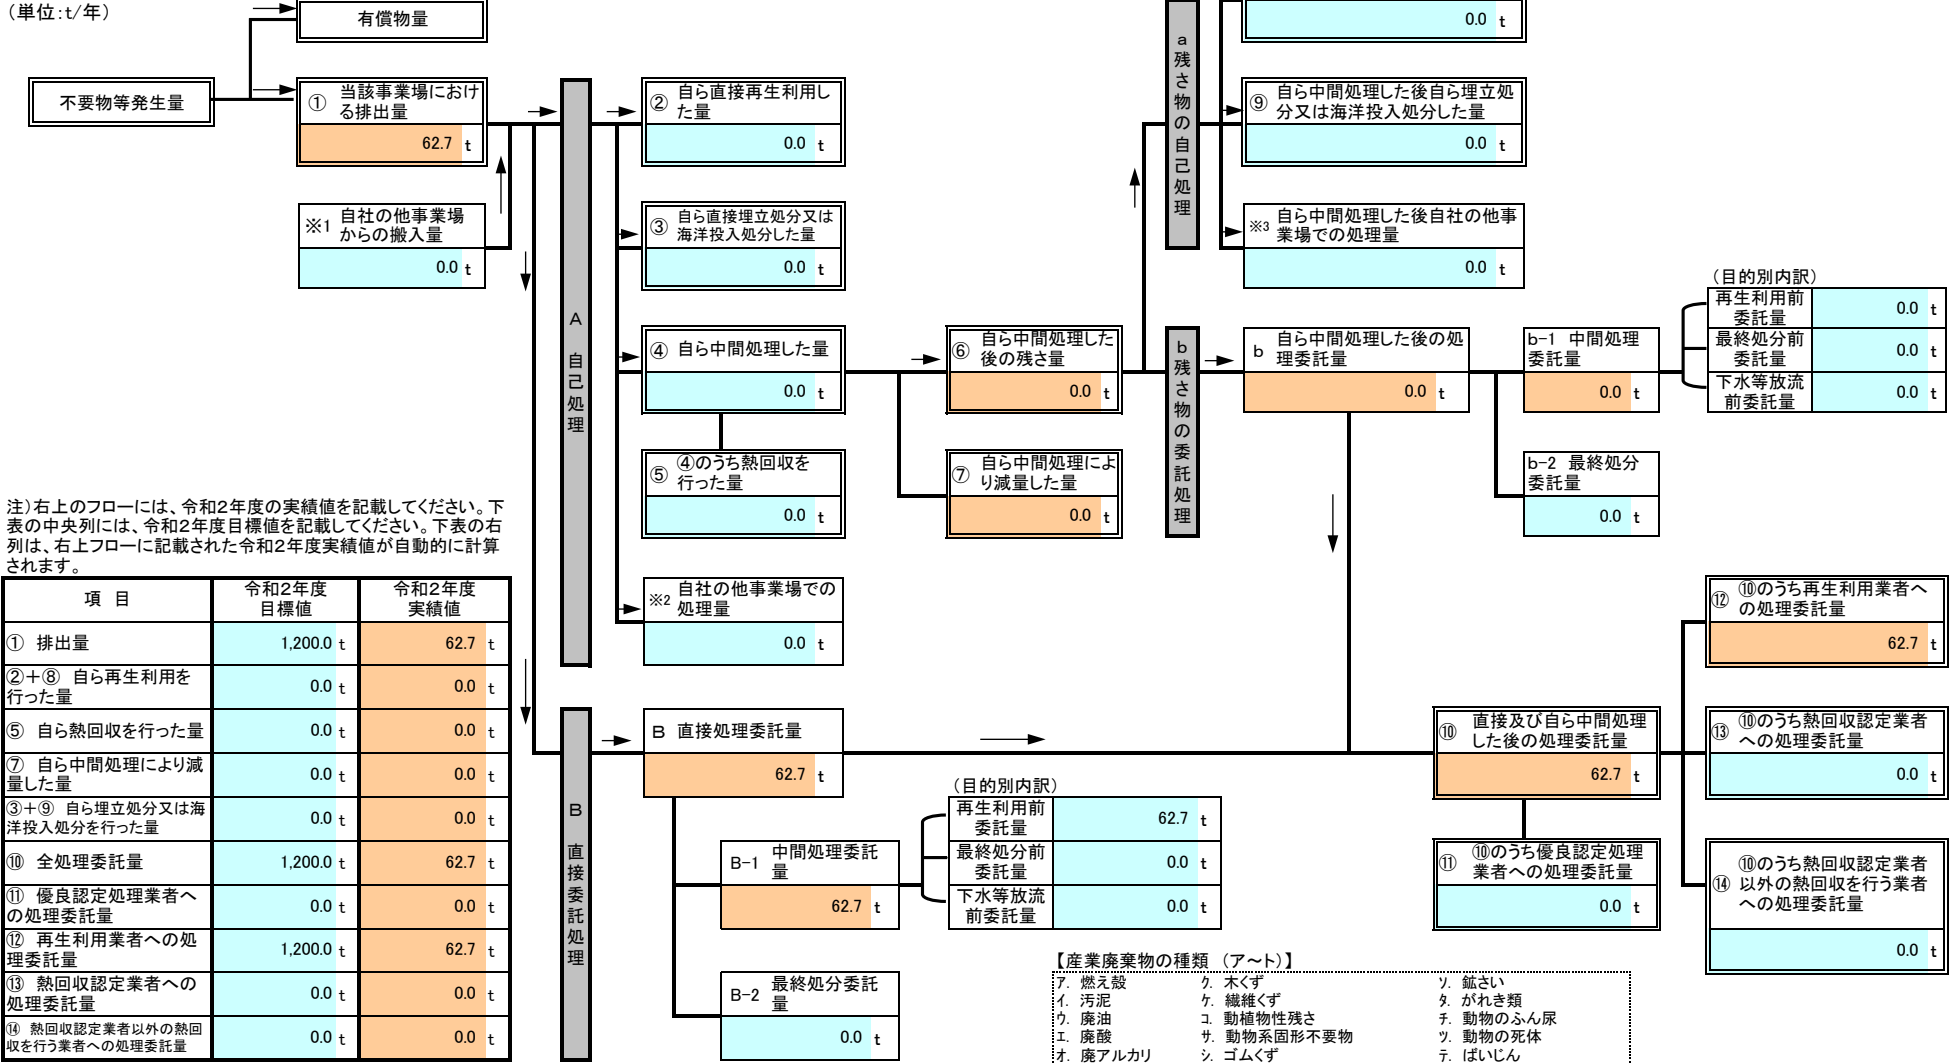 （単位：t/年）
有償物量
不要物等発生量
① 当該事業場におけ
る排出量
62.7 t
※1 自社の他事業場
からの搬入量
0.0 t
A 自己処理
② 自ら直接再生利用し
た量
0.0 t
③ 自ら直接埋立処分又は
海洋投入処分した量
0.0 t
④ 自ら中間処理した量
0.0 t
⑤ ④のうち熱回収を
行った量
0.0 t
※2 自社の他事業場での
処理量
0.0 t
⑥ 自ら中間処理した
後の残さ量
0.0 t
⑦ 自ら中間処理によ
り減量した量
0.0 t
a 残さ物の自己処理
0.0 t
⑨ 自ら中間処理した後自ら埋立処
分又は海洋投入処分した量
0.0 t
※3 自ら中間処理した後自社の他事
業場での処理量
0.0 t
b 残さ物の委託処理
b 自ら中間処理した後の処
理委託量
0.0 t
b-1 中間処理
委託量
0.0 t
b-2 最終処分
委託量
0.0 t
（目的別内訳）
再生利用前
委託量
0.0 t
最終処分前
委託量
0.0 t
下水等放流
前委託量
0.0 t
注）右上のフローには、令和2年度の実績値を記載してください。下
表の中央列には、令和2年度目標値を記載してください。下表の右
列は、右上フローに記載された令和2年度実績値が自動的に計算
されます。
項 目 令和2年度 目標値 令和2年度 実績値
① 排出量 1,200.0 t 62.7 t
②＋⑧ 自ら再生利用を
行った量 0.0 t 0.0 t
⑤ 自ら熱回収を行った量 0.0 t 0.0 t
⑦ 自ら中間処理により減
量した量 0.0 t 0.0 t
③＋⑨ 自ら埋立処分又は海
洋投入処分を行った量 0.0 t 0.0 t
⑩ 全処理委託量 1,200.0 t 62.7 t
⑪ 優良認定処理業者へ
の処理委託量 0.0 t 0.0 t
⑫ 再生利用業者への処
理委託量 1,200.0 t 62.7 t
⑬ 熱回収認定業者への
処理委託量 0.0 t 0.0 t
⑭ 熱回収認定業者以外の熱回
収を行う業者への処理委託量 0.0 t 0.0 t
B 直接委託処理
B 直接処理委託量
62.7 t
B-1 中間処理委託
量
62.7 t
B-2 最終処分委託
量
0.0 t
（目的別内訳）
再生利用前
委託量
62.7 t
最終処分前
委託量
0.0 t
下水等放流
前委託量
0.0 t
⑩ 直接及び自ら中間処理
した後の処理委託量
62.7 t
⑪ ⑩のうち優良認定処理
業者への処理委託量
0.0 t
⑫ ⑩のうち再生利用業者へ
の処理委託量
62.7 t
⑬ ⑩のうち熱回収認定業者
への処理委託量
0.0 t
⑭ ⑩のうち熱回収認定業者
以外の熱回収を行う業者
への処理委託量
0.0 t
【産業廃棄物の種類 （ア～ト）】
ア. 燃え殻 ク. 木くず ソ. 鉱さい
イ. 汚泥 ケ. 繊維くず タ. がれき類
ウ. 廃油 コ. 動植物性残さ チ. 動物のふん尿
エ. 廃酸 サ. 動物系固形不要物 ツ. 動物の死体
オ. 廃アルカリ シ. ゴムくず テ. ばいじん